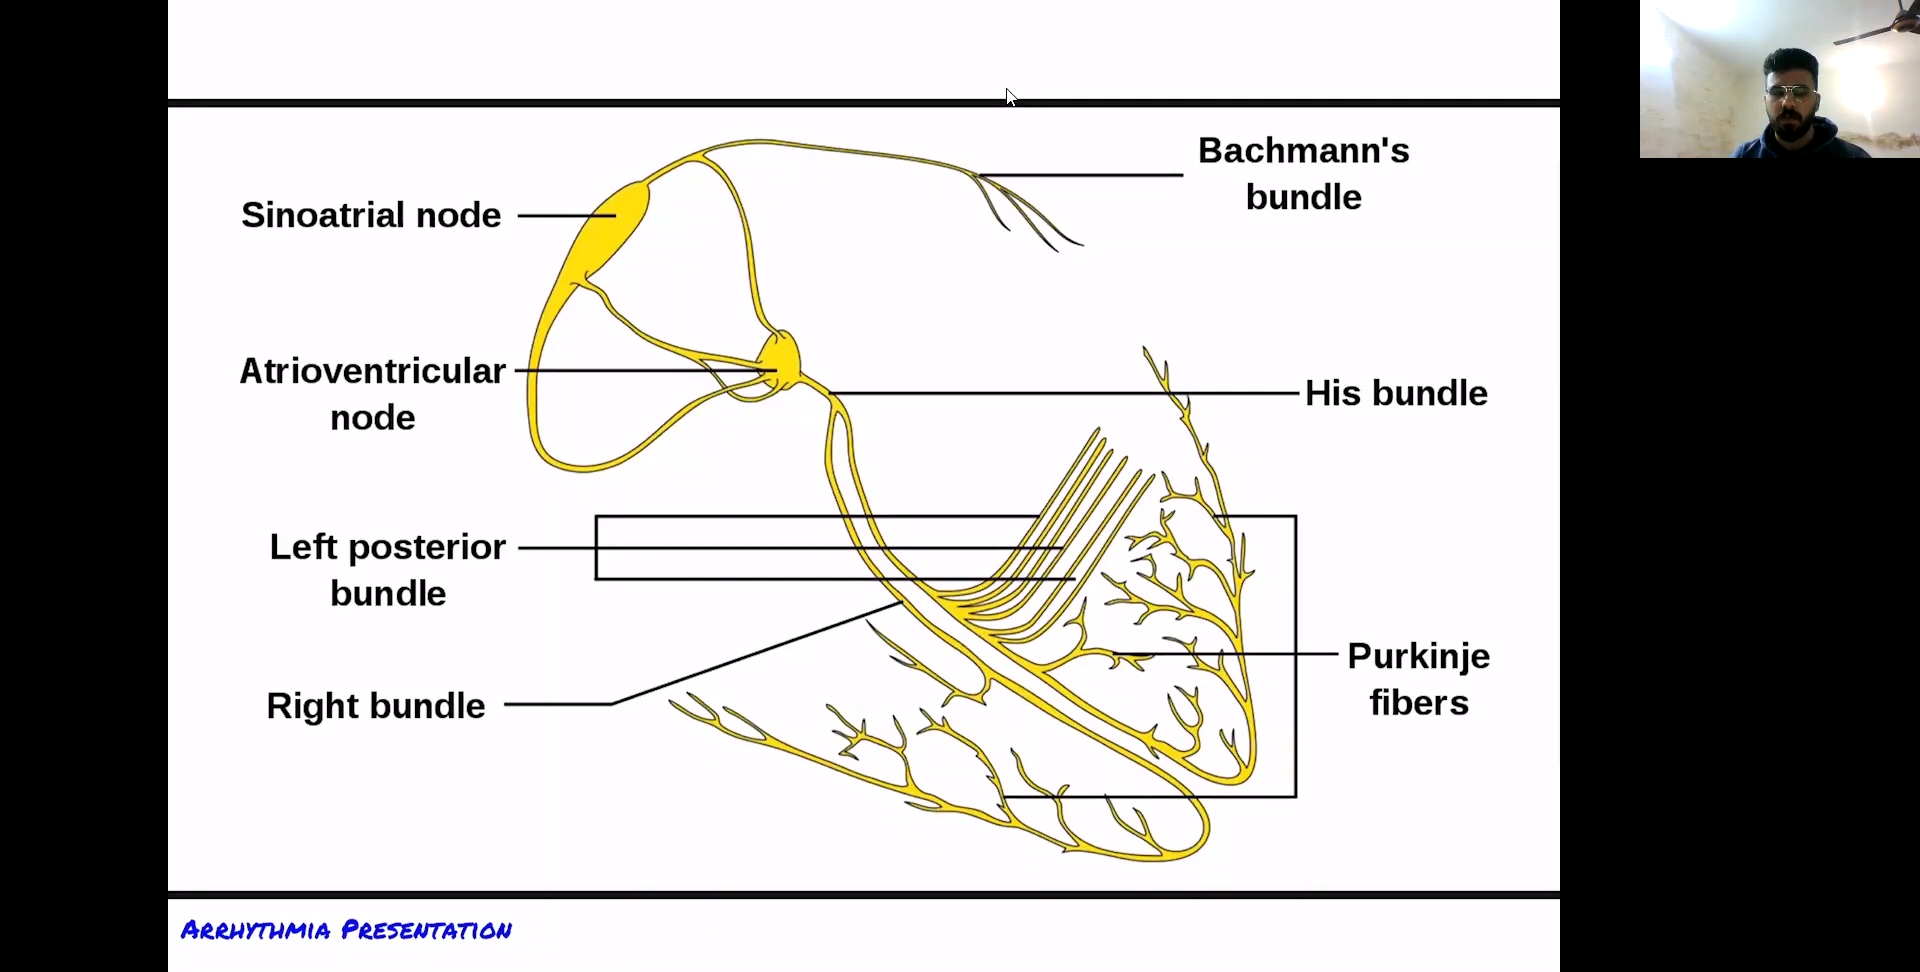 Bachmann's
bundle
Sinoatrial node
Atrioventricular
node
His bundle
Left posterior
bundle
Purkinje
fibers
Right bundle
Arrhythmia Presentation